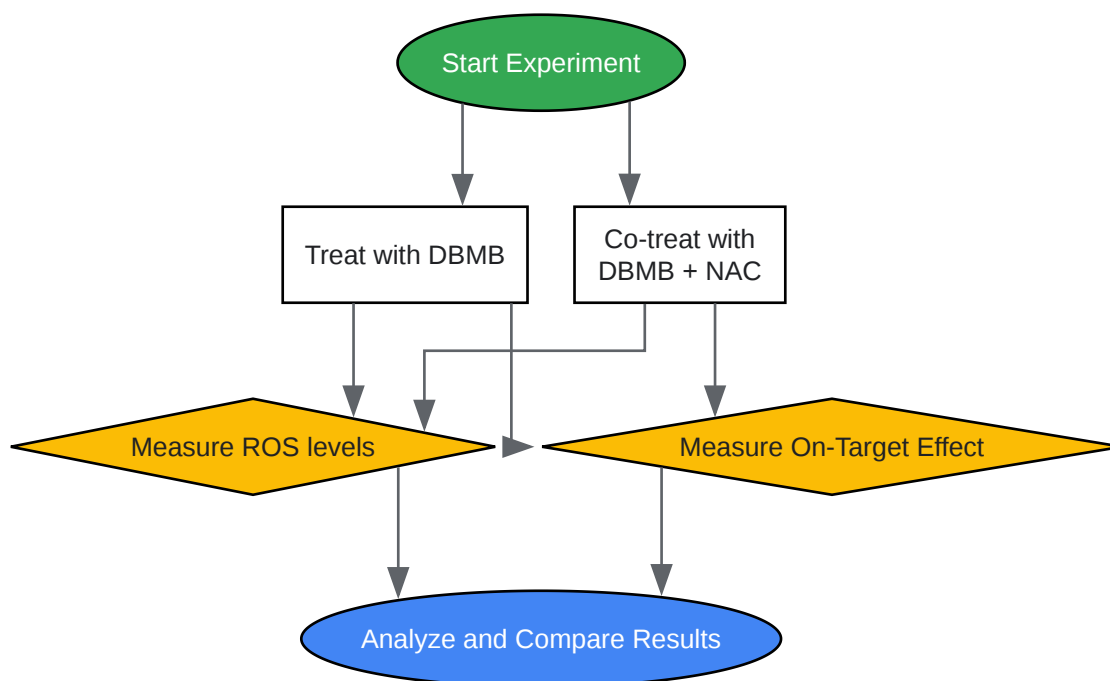 Start Experiment
Treat with DBMB
Co-treat with
DBMB + NAC
Measure ROS levels
Measure On-Target Effect
Analyze and Compare Results